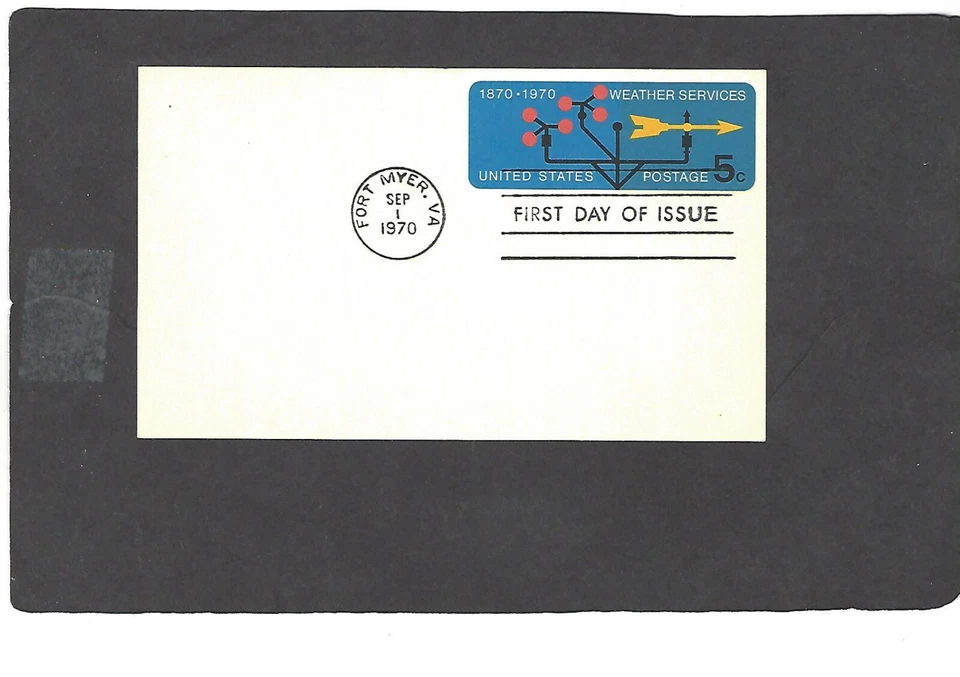 1870 • 1970 WEATHER SERVICES
UNITED STATES POSTAGE 5c
FORT MYER, VA
SEP
1
1970
FIRST DAY OF ISSUE